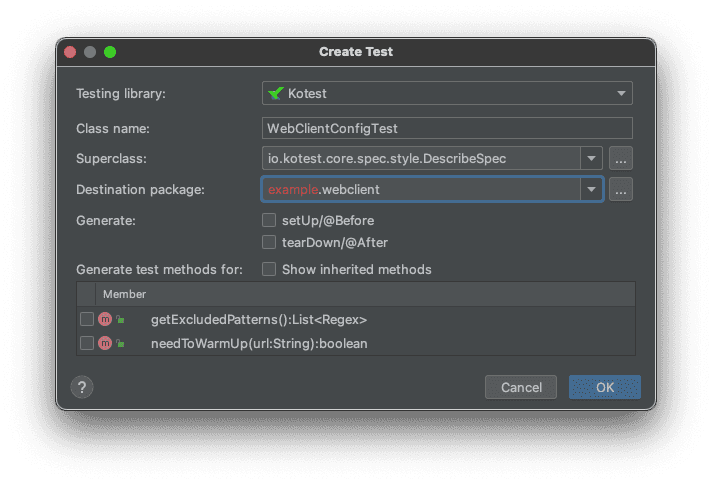 Create Test
Testing library: Kotest
Class name: WebClientConfigTest
Superclass: io.kotest.core.spec.style.DescribeSpec ...
Destination package: example.webclient ...
Generate: setUp/@Before
tearDown/@After
Generate test methods for: Show inherited methods
Member
m getExcludedPatterns():List<Regex>
m needToWarmUp(url:String):boolean
? Cancel OK